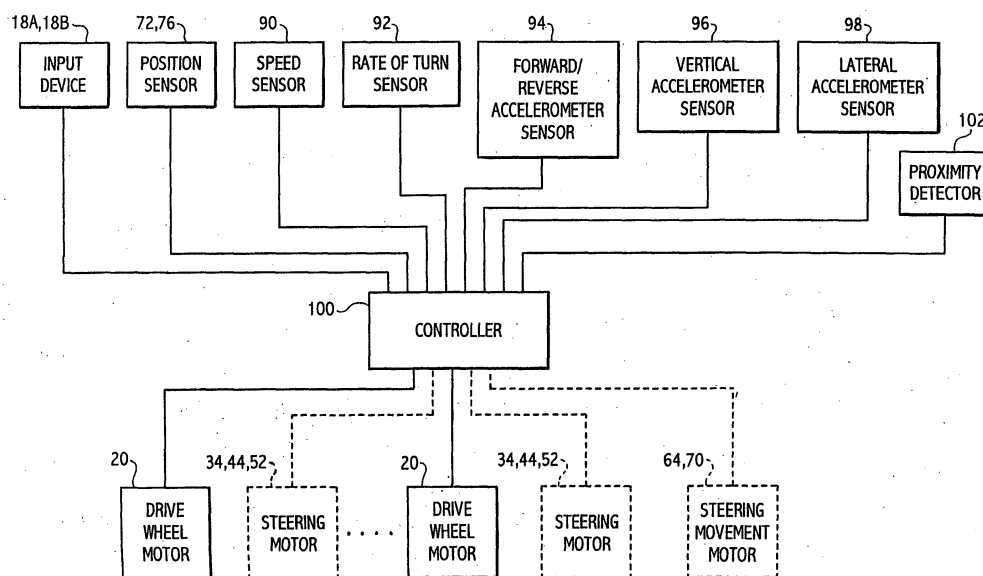 18A,18B
72,76
90
92
94
96
98
INPUT
DEVICE
POSITION
SENSOR
SPEED
SENSOR
RATE OF TURN
SENSOR
FORWARD/
REVERSE
ACCELEROMETER
SENSOR
VERTICAL
ACCELEROMETER
SENSOR
LATERAL
ACCELEROMETER
SENSOR
102
PROXIMITY
DETECTOR
100
CONTROLLER
20
34,44,52
20
34,44,52
64,70
DRIVE
WHEEL
MOTOR
STEERING
MOTOR
. . . .
DRIVE
WHEEL
MOTOR
STEERING
MOTOR
STEERING
MOVEMENT
MOTOR